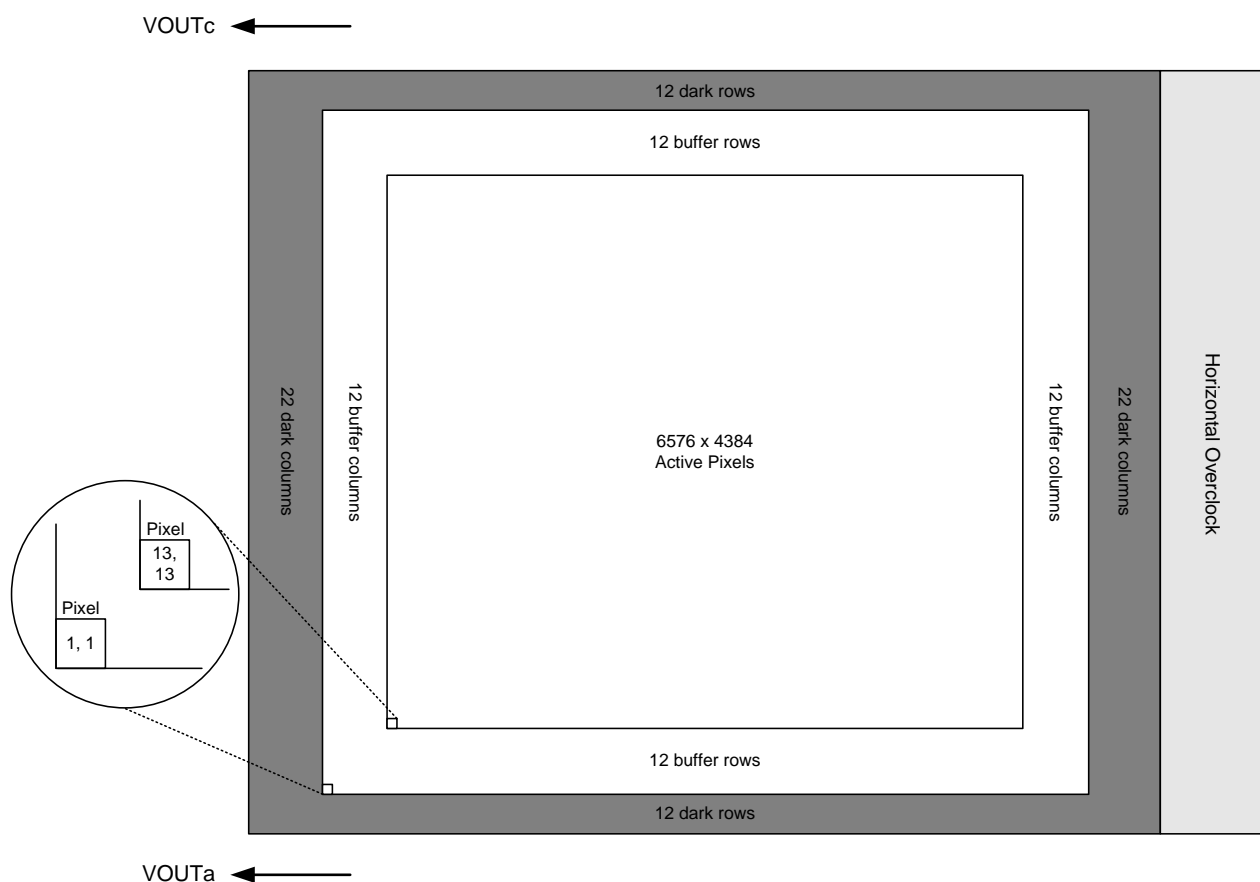 VOUTc
12 dark rows
12 buffer rows
22 dark columns
12 buffer columns
6576 x 4384
Active Pixels
12 buffer columns
22 dark columns
Horizontal Overclock
Pixel
13,
13
Pixel
1, 1
12 buffer rows
12 dark rows
VOUTa